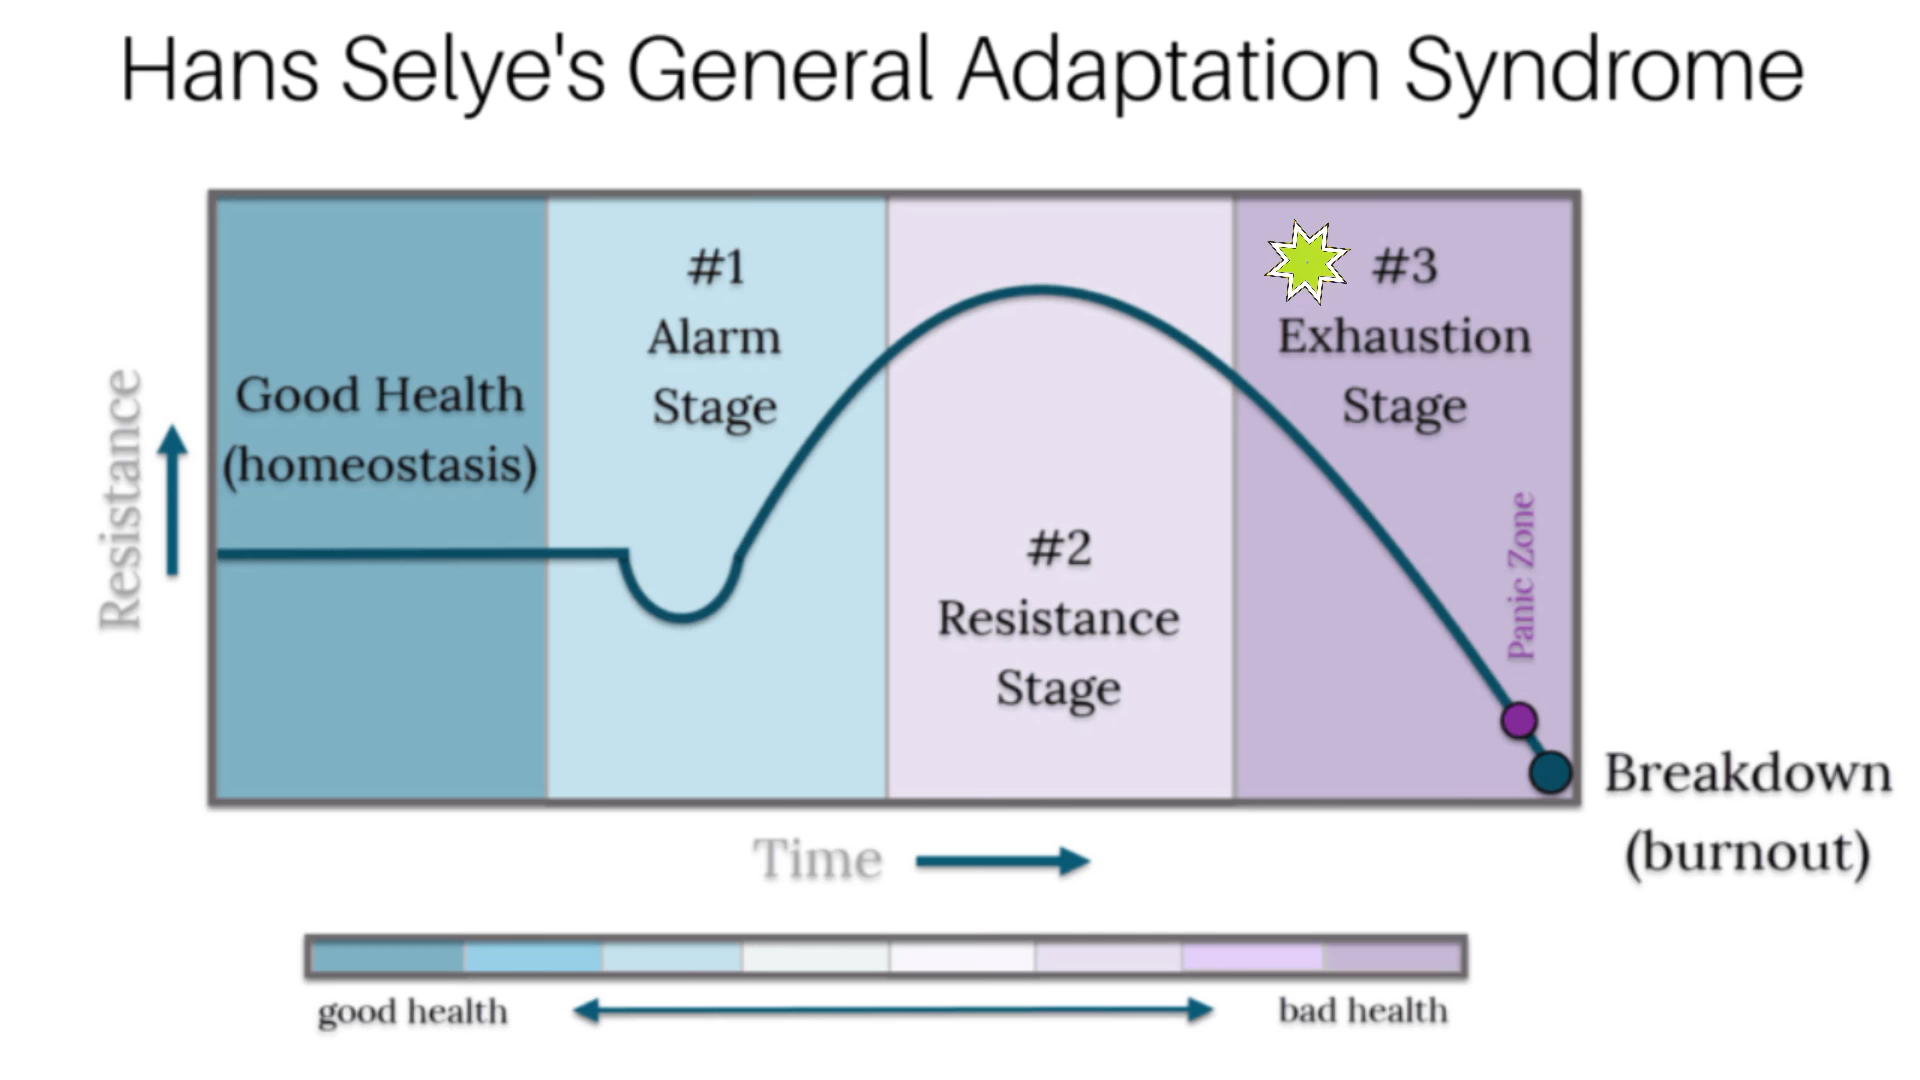 Hans Selye's General Adaptation Syndrome
Good Health
(homeostasis)
#1
Alarm
Stage
#2
Resistance
Stage
#3
Exhaustion
Stage
Panic Zone
Resistance
Breakdown
(burnout)
Time
good health
bad health